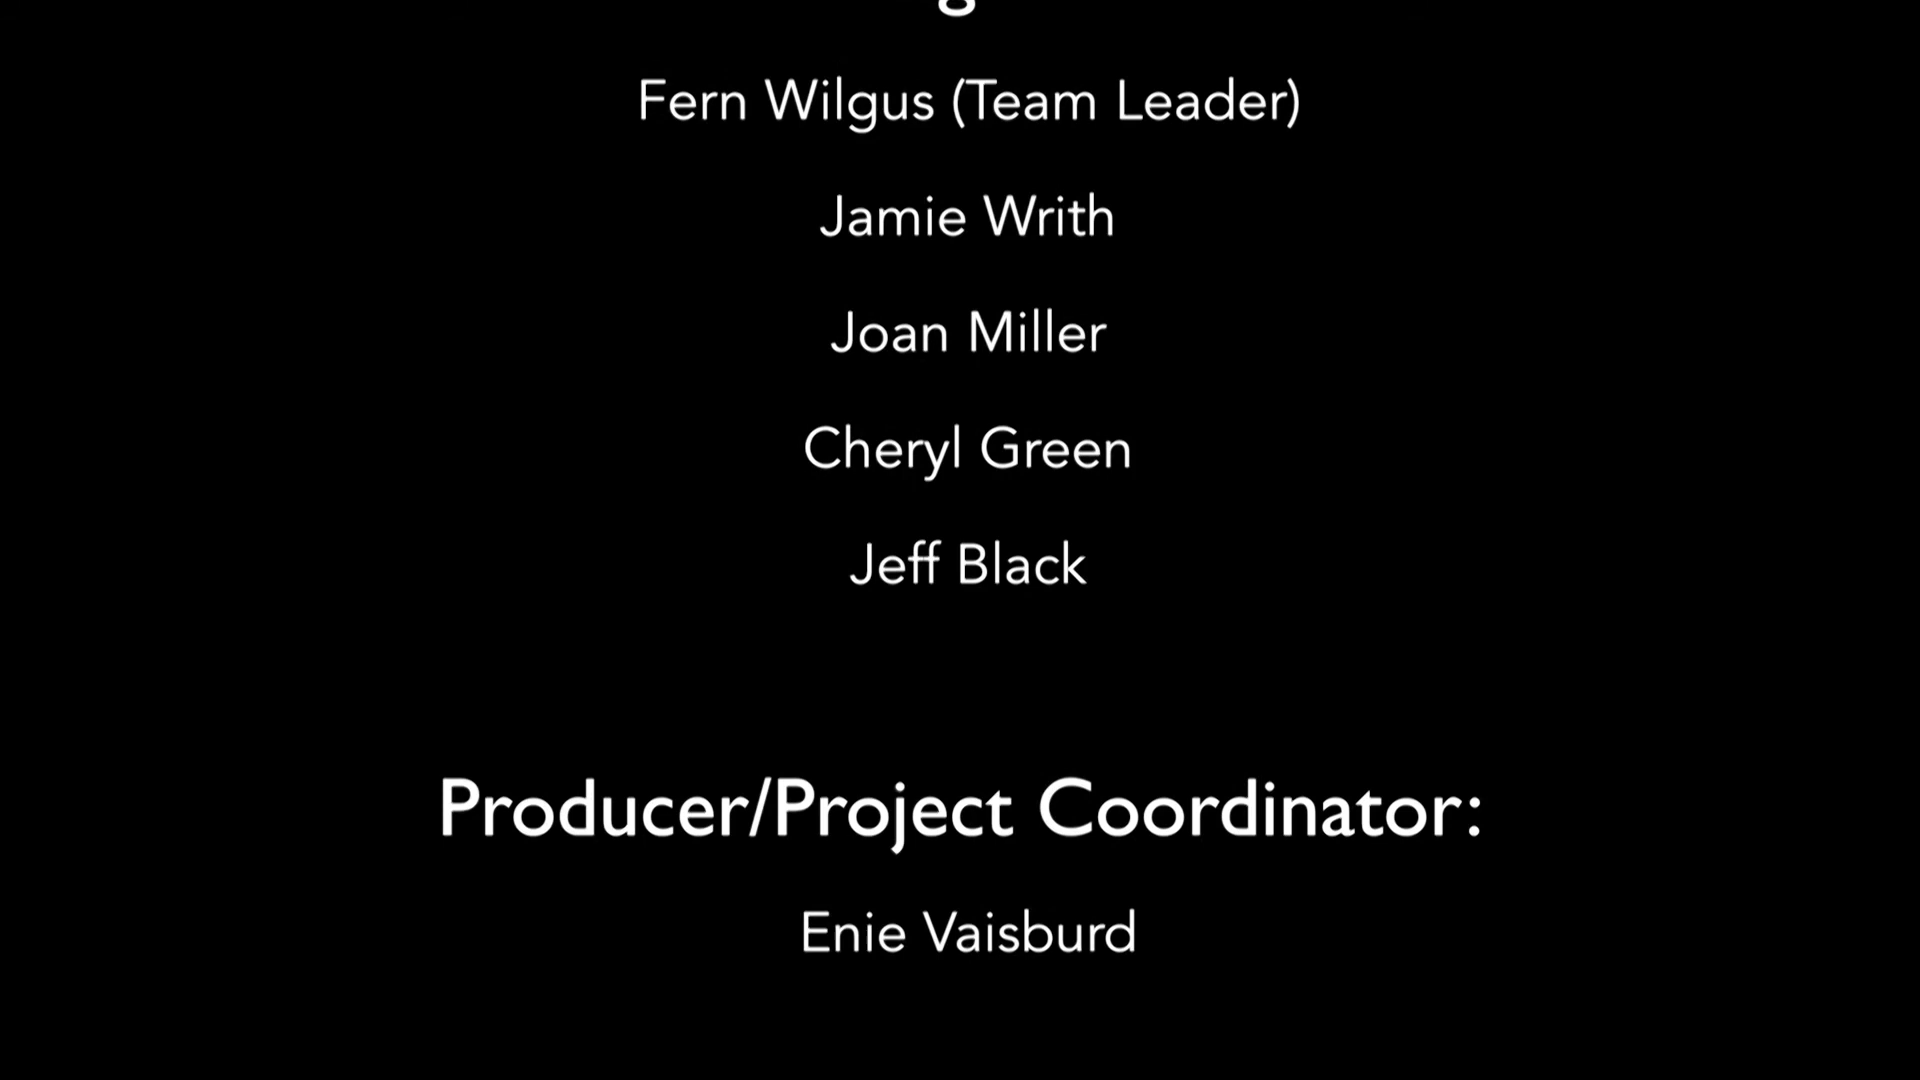 Fern Wilgus (Team Leader)
Jamie Writh
Joan Miller
Cheryl Green
Jeff Black
Producer/Project Coordinator:
Enie Vaisburd